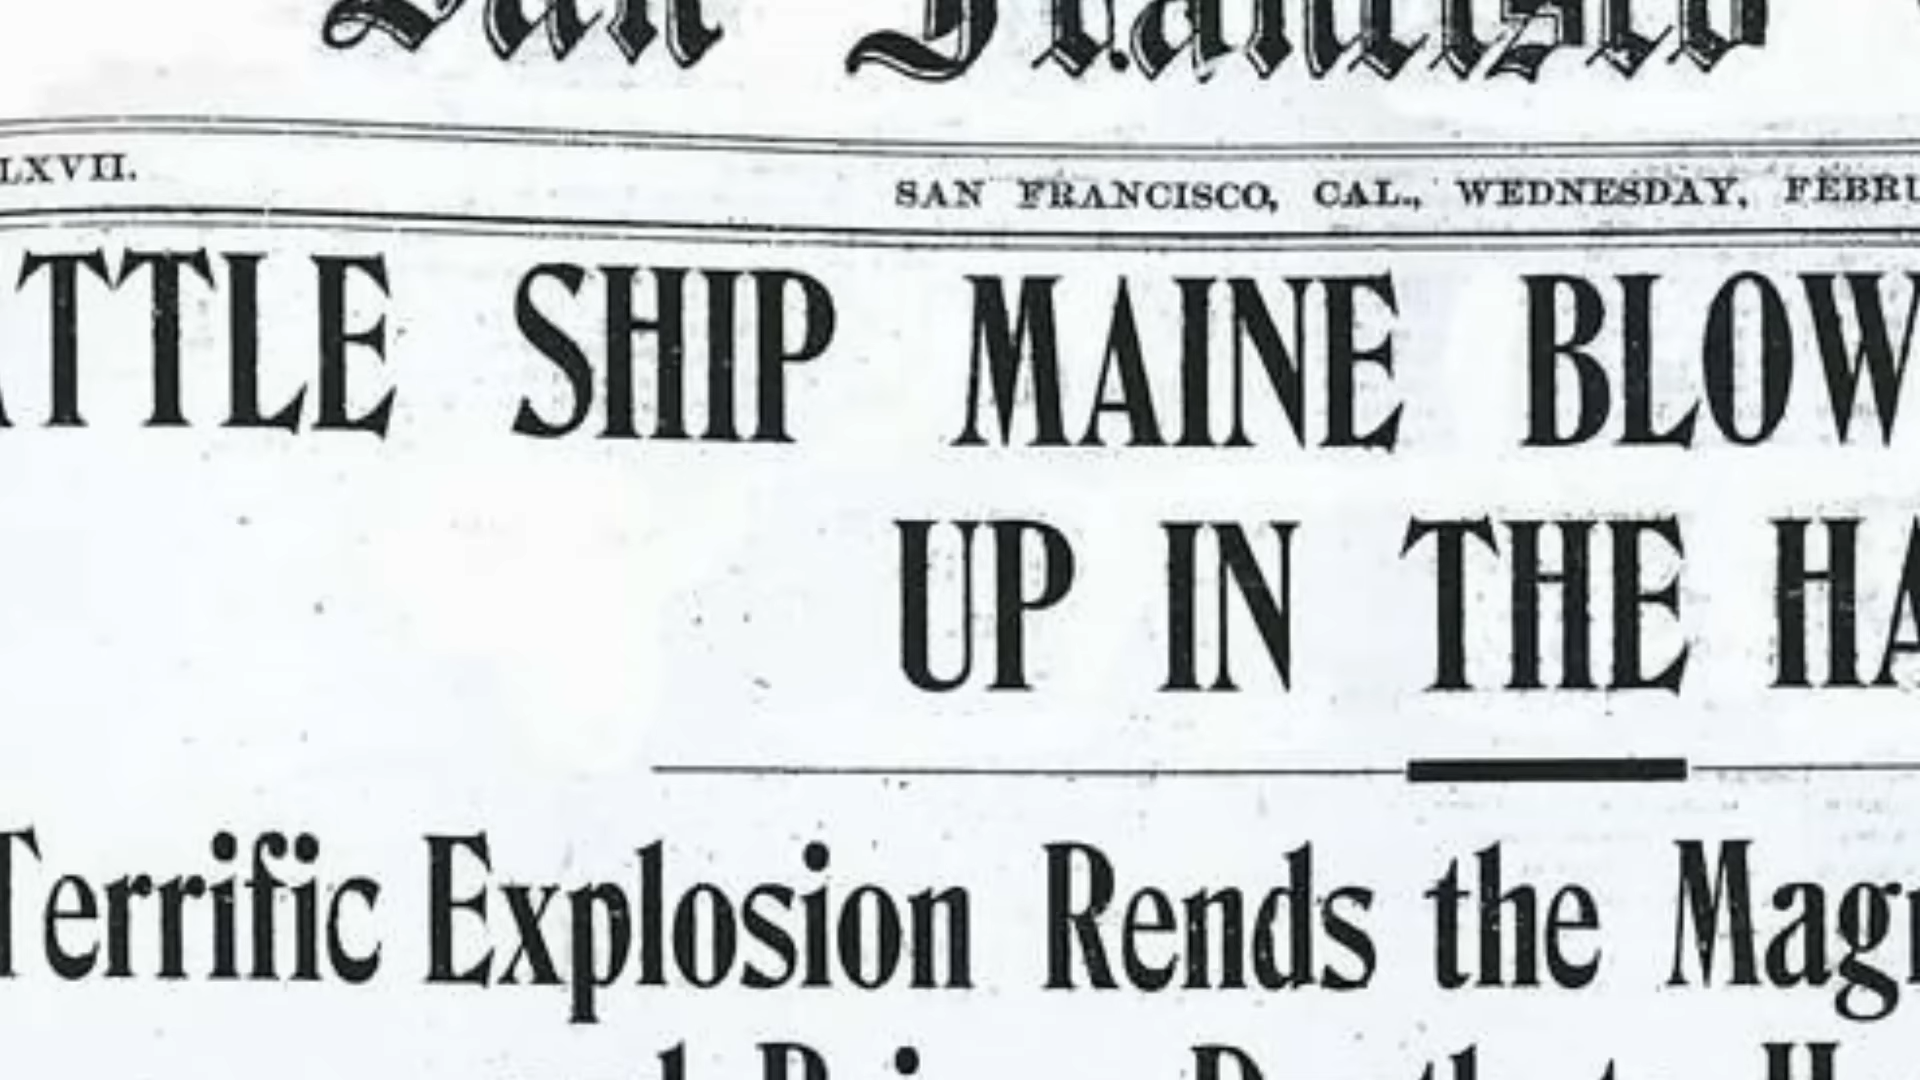 San Francisco
LXVII.
SAN FRANCISCO, CAL., WEDNESDAY, FEBRU
ATTLE SHIP MAINE BLOW
UP IN THE HA
Terrific Explosion Rends the Magn